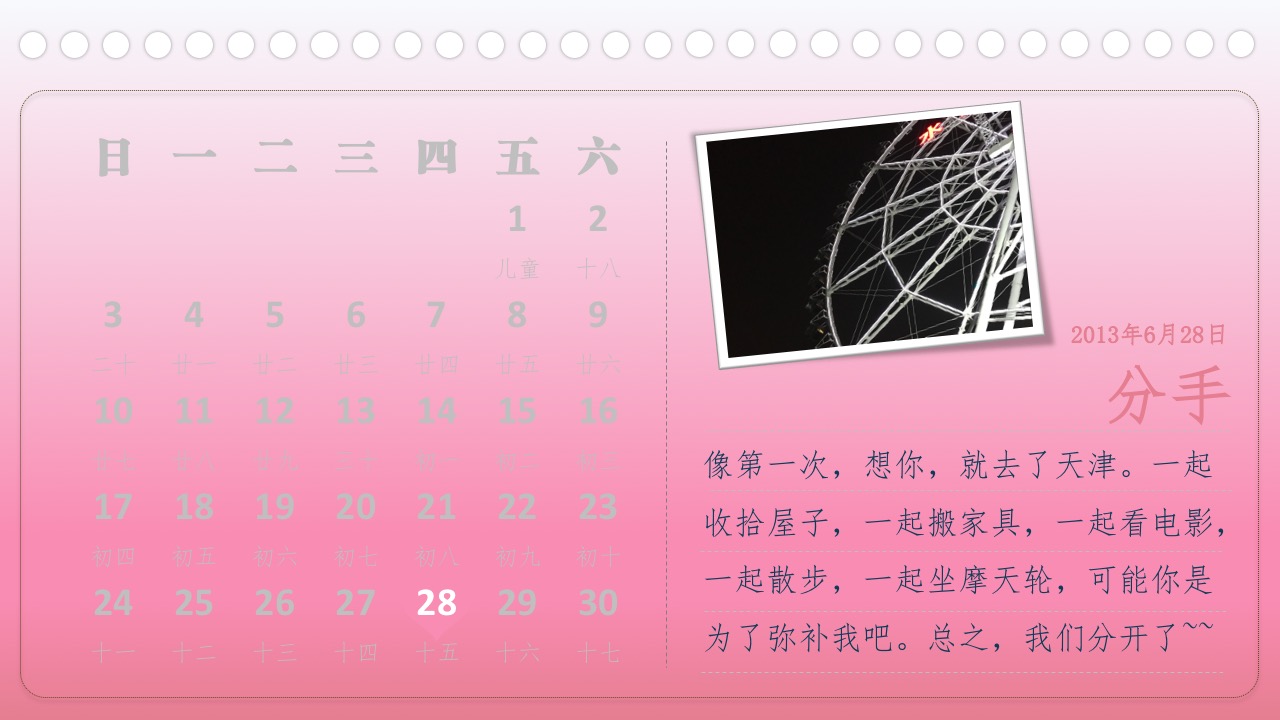 日 一 二 三 四 五 六
1 2
儿童 十八
3 4 5 6 7 8 9
二十 廿一 廿二 廿三 廿四 廿五 廿六
10 11 12 13 14 15 16
廿七 廿八 廿九 三十 初一 初二 初三
17 18 19 20 21 22 23
初四 初五 初六 初七 初八 初九 初十
24 25 26 27 28 29 30
十一 十二 十三 十四 十五 十六 十七
水
2013年6月28日
分手
像第一次，想你，就去了天津。一起
收拾屋子，一起搬家具，一起看电影，
一起散步，一起坐摩天轮，可能你是
为了弥补我吧。总之，我们分开了~~